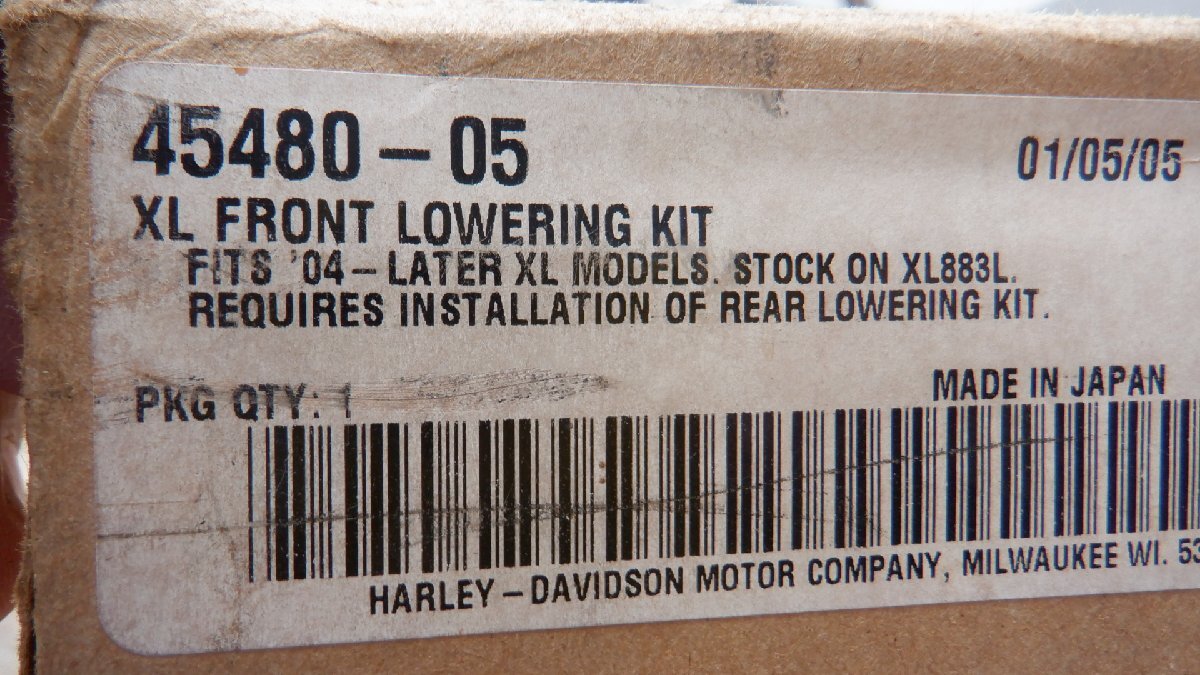 45480-05
01/05/05
XL FRONT LOWERING KIT
FITS '04-LATER XL MODELS. STOCK ON XL883L.
REQUIRES INSTALLATION OF REAR LOWERING KIT.
PKG QTY: 1
MADE IN JAPAN
HARLEY-DAVIDSON MOTOR COMPANY, MILWAUKEE WI. 53